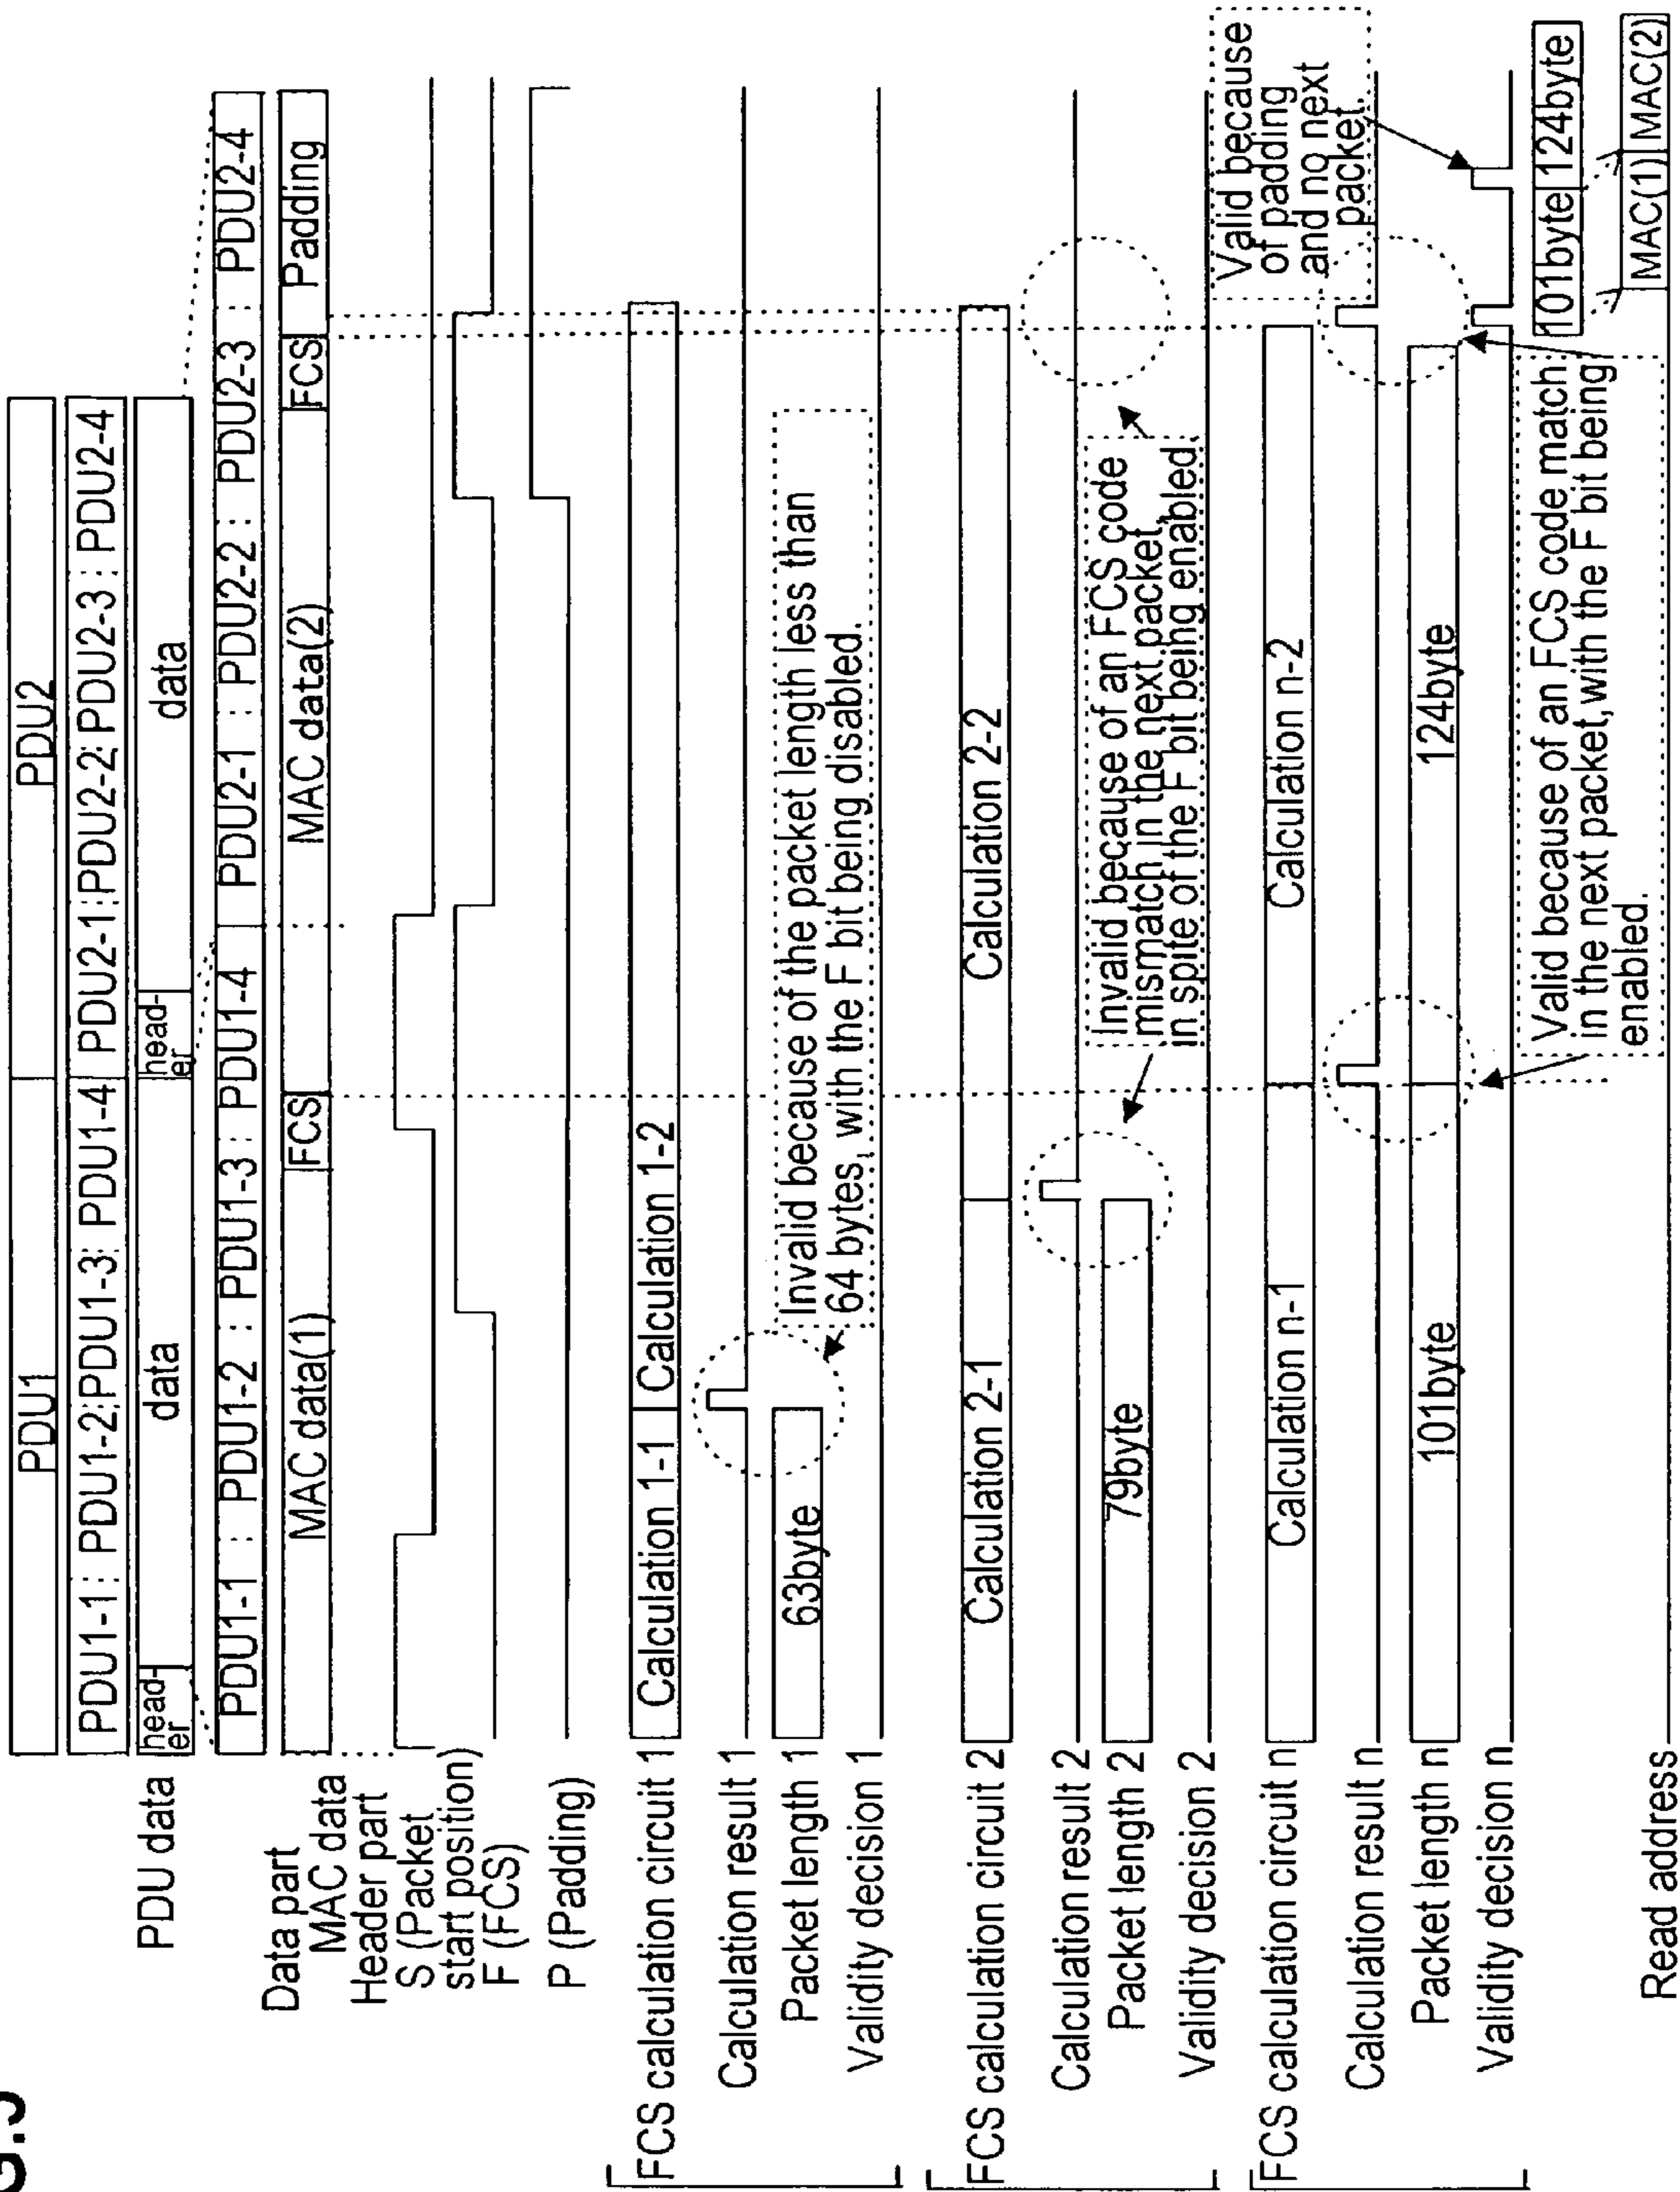 PDU1
PDU2
PDU1-1
PDU1-2
PDU1-3
PDU1-4
PDU2-1
PDU2-2
PDU2-3
PDU2-4
PDU data
head-
er
data
head-
er
data
Data part
PDU1-1
PDU1-2
PDU1-3
PDU1-4
PDU2-1
PDU2-2
PDU2-3
PDU2-4
MAC data
MAC data(1)
FCS
MAC data(2)
FCS
Padding
Header part
S (Packet
start position)
F (FCS)
P (Padding)
FCS calculation circuit 1
Calculation 1-1
Calculation 1-2
Calculation result 1
Packet length 1
63byte
Invalid because of the packet length less than
64 bytes, with the F bit being disabled.
Validity decision 1
FCS calculation circuit 2
Calculation 2-1
Calculation 2-2
Calculation result 2
Packet length 2
79byte
Invalid because of an FCS code
mismatch in the next packet,
in spite of the F bit being enabled
Validity decision 2
Valid because
of padding
and no next
packet.
FCS calculation circuit n
Calculation n-1
Calculation n-2
Calculation result n
Packet length n
101byte
124byte
Validity decision n
101byte
124byte
Valid because of an FCS code match
in the next packet, with the F bit being
enabled.
Read address
MAC(1)
MAC(2)